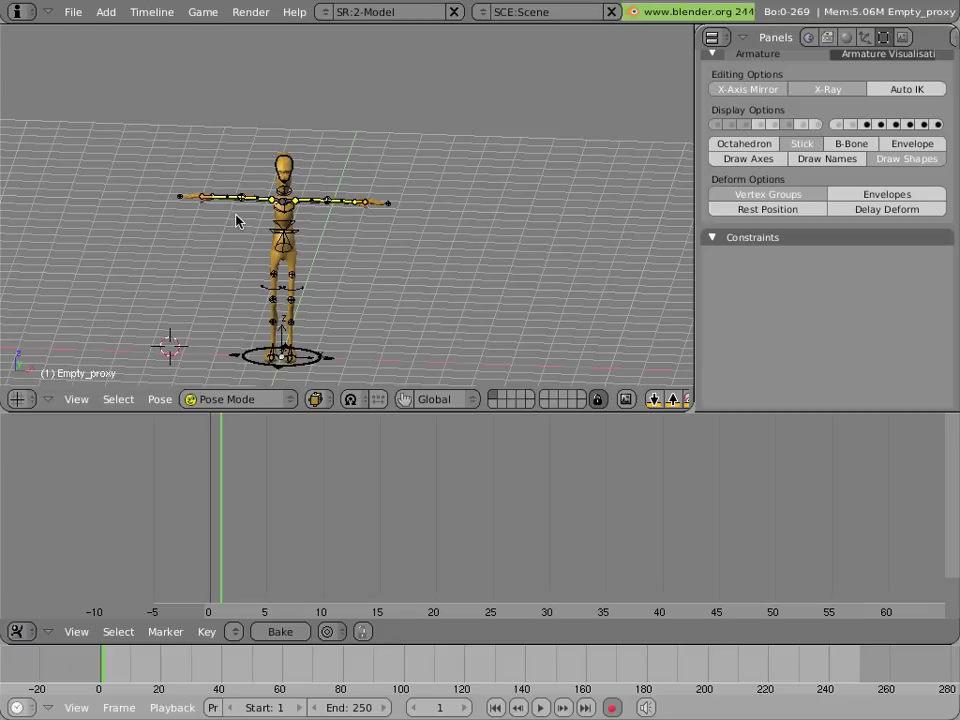 File Add Timeline Game Render Help SR:2-Model SCE:Scene www.blender.org 244 Bo:0-269 | Mem:5.06M Empty_proxy
Panels
Armature Armature Visualisati
Editing Options
X-Axis Mirror X-Ray Auto IK
Display Options
Octahedron Stick B-Bone Envelope
Draw Axes Draw Names Draw Shapes
Deform Options
Vertex Groups Envelopes
Rest Position Delay Deform
Constraints
Z
(1) Empty_proxy
View Select Pose Pose Mode Global
-10 -5 0 5 10 15 20 25 30 35 40 45 50 55 60
View Select Marker Key Bake
-20 0 20 40 60 80 100 120 140 160 180 200 220 240 260 280
View Frame Playback Pr Start: 1 End: 250 1